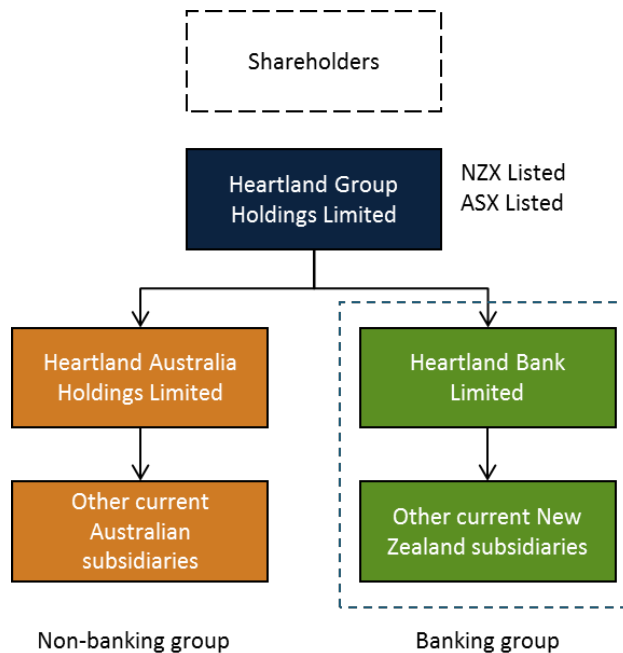 Shareholders
Heartland Group
Holdings Limited
NZX Listed
ASX Listed
Heartland Australia
Holdings Limited
Heartland Bank
Limited
Other current
Australian
subsidiaries
Other current New
Zealand subsidiaries
Non-banking group
Banking group